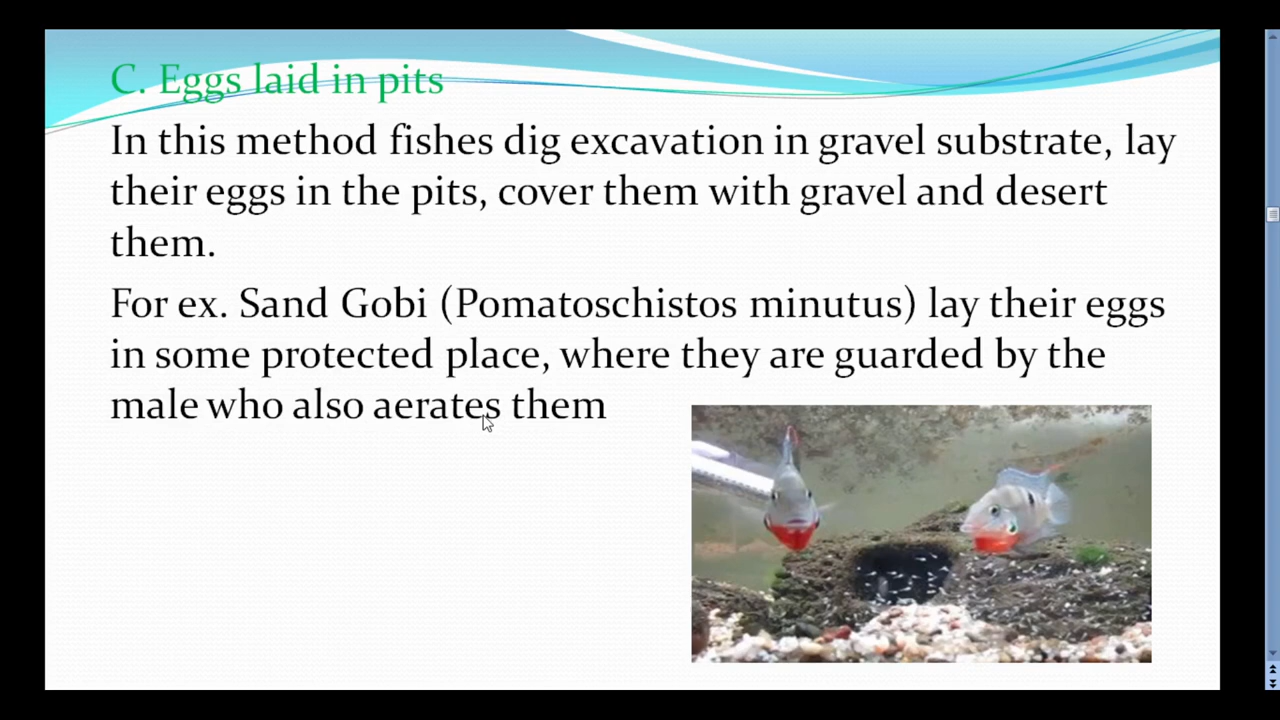 C. Eggs laid in pits
In this method fishes dig excavation in gravel substrate, lay
their eggs in the pits, cover them with gravel and desert
them.
For ex. Sand Gobi (Pomatoschistos minutus) lay their eggs
in some protected place, where they are guarded by the
male who also aerates them